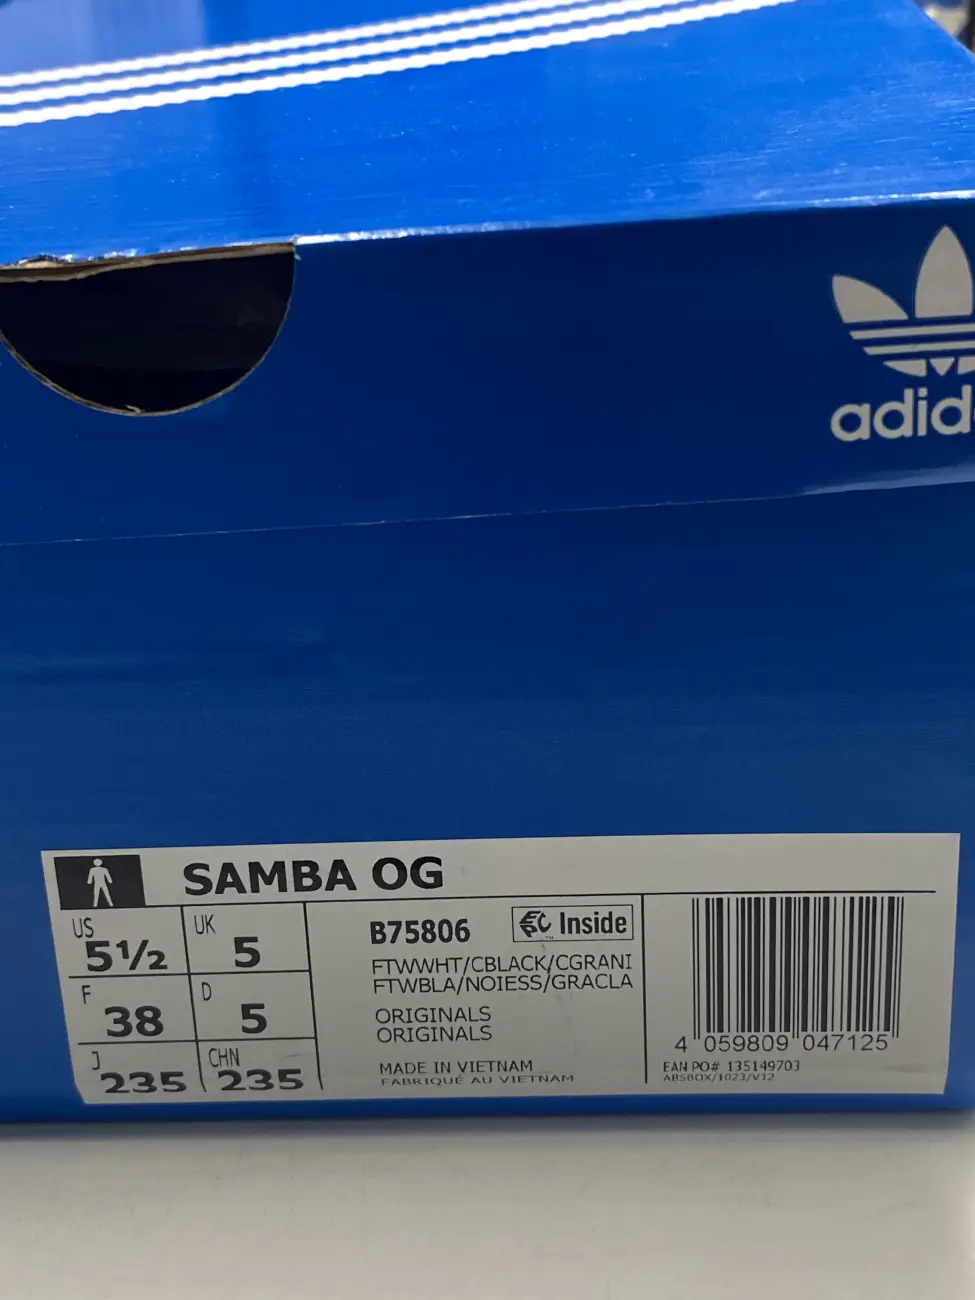 adid
SAMBA OG
US
5½
UK
5
F
38
D
5
J
235
CHN
235
B75806
Inside
FTWWHT/CBLACK/CGRANI
FTWBLA/NOIESS/GRACLA
ORIGINALS
ORIGINALS
MADE IN VIETNAM
FABRIQUÉ AU VIETNAM
4 059809 047125
EAN PO# 135149703
ABSBOX/1023/V12